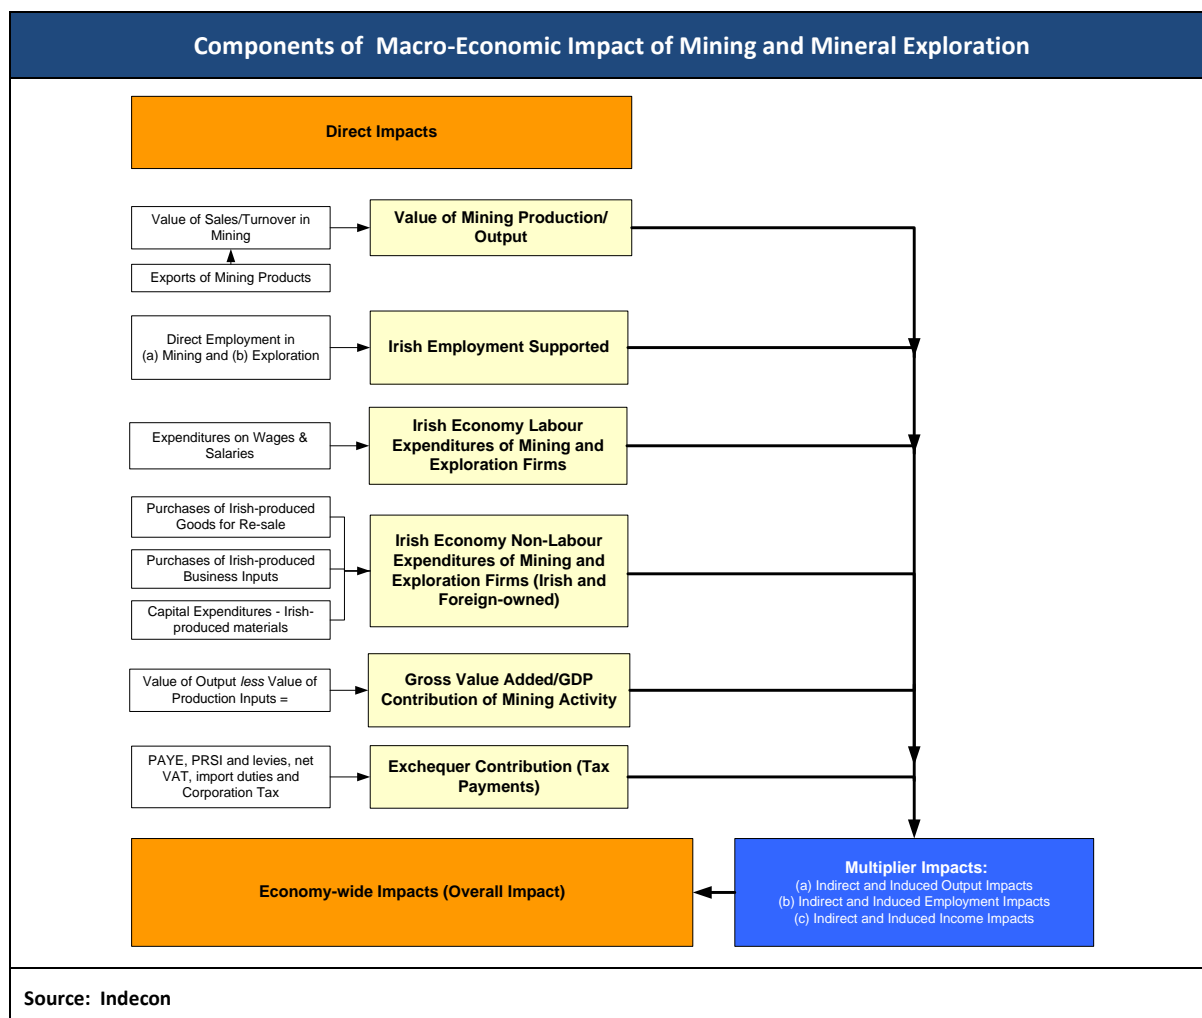 Components of Macro-Economic Impact of Mining and Mineral Exploration
Direct Impacts
Value of Sales/Turnover in
Mining
Value of Mining Production/
Output
Exports of Mining Products
Direct Employment in
(a) Mining and (b) Exploration
Irish Employment Supported
Expenditures on Wages &
Salaries
Irish Economy Labour
Expenditures of Mining and
Exploration Firms
Purchases of Irish-produced
Goods for Re-sale
Purchases of Irish-produced
Business Inputs
Capital Expenditures - Irish-
produced materials
Irish Economy Non-Labour
Expenditures of Mining and
Exploration Firms (Irish and
Foreign-owned)
Value of Output less Value of
Production Inputs =
Gross Value Added/GDP
Contribution of Mining Activity
PAYE, PRSI and levies, net
VAT, import duties and
Corporation Tax
Exchequer Contribution (Tax
Payments)
Economy-wide Impacts (Overall Impact)
Multiplier Impacts:
(a) Indirect and Induced Output Impacts
(b) Indirect and Induced Employment Impacts
(c) Indirect and Induced Income Impacts
Source: Indecon